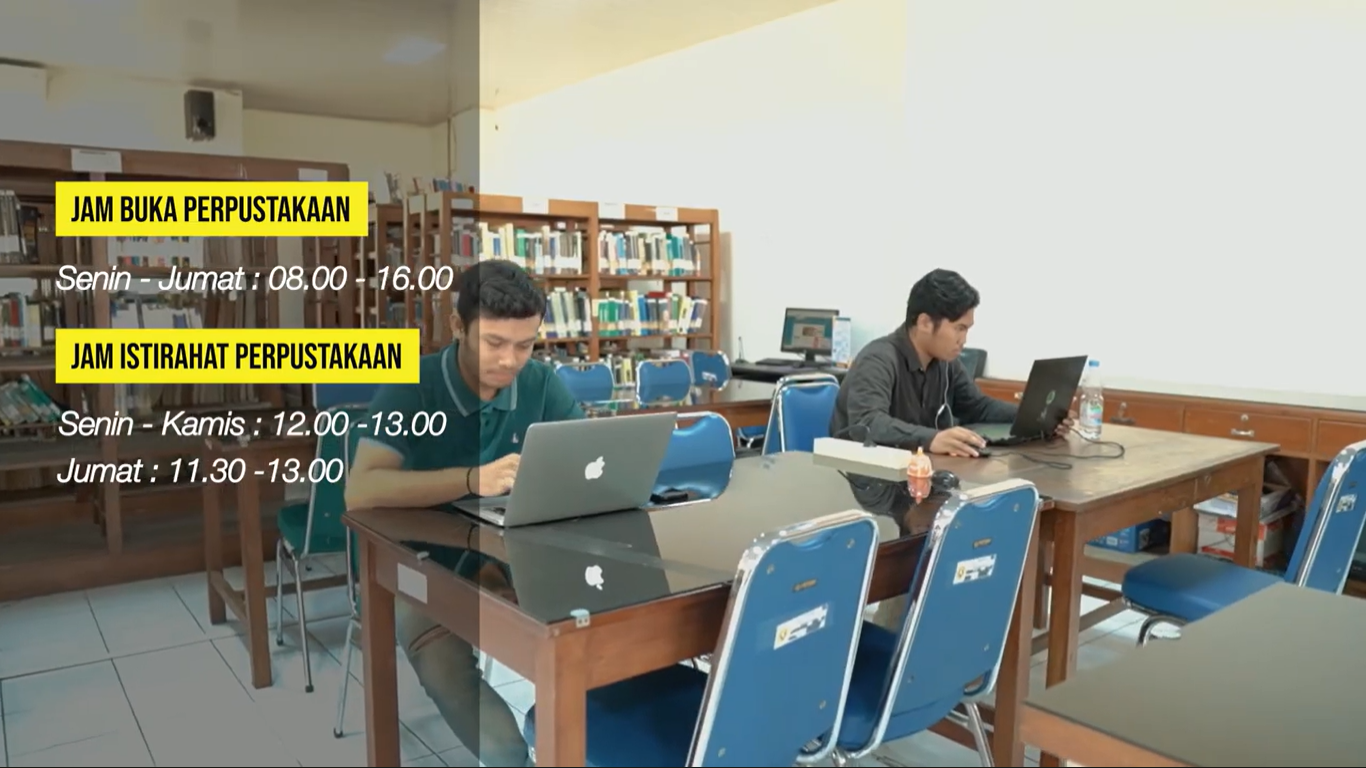 JAM BUKA PERPUSTAKAAN
Senin - Jumat : 08.00 - 16.00
JAM ISTIRAHAT PERPUSTAKAAN
Senin - Kamis : 12.00 -13.00
Jumat : 11.30 -13.00